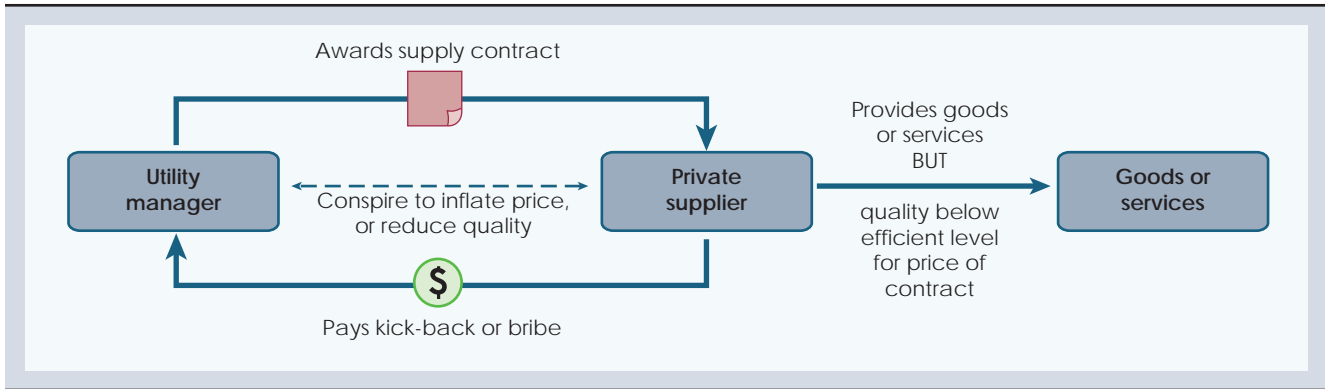 Awards supply contract
Utility
manager
Conspire to inflate price,
or reduce quality
Private
supplier
Provides goods
or services
BUT
quality below
efficient level
for price of
contract
Goods or
services
$
Pays kick-back or bribe